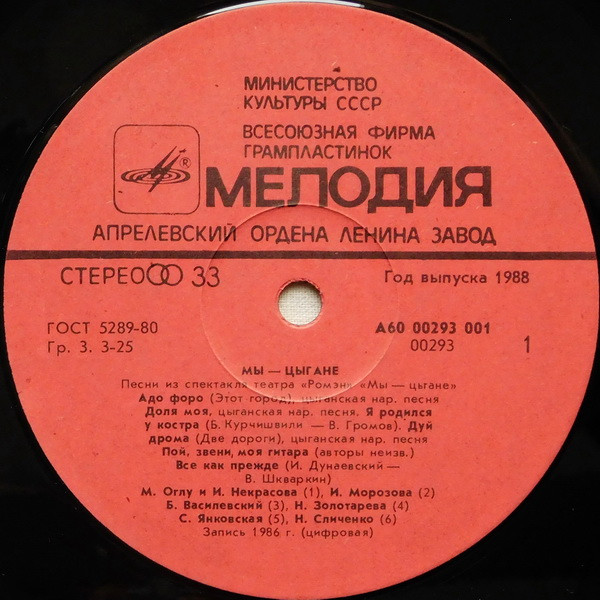 МИНИСТЕРСТВО
КУЛЬТУРЫ СССР
ВСЕСОЮЗНАЯ ФИРМА
ГРАМПЛАСТИНОК
®
МЕЛОДИЯ
АПРЕЛЕВСКИЙ ОРДЕНА ЛЕНИНА ЗАВОД
СТЕРЕО 33
Год выпуска 1988
ГОСТ 5289-80
Гр. 3. 3-25
А60 00293 001
00293
1
МЫ — ЦЫГАНЕ
Песни из спектакля театра «Ромэн» «Мы — цыгане»
Адо форо (Этот город), цыганская нар. песня
Доля моя, цыганская нар. песня. Я родился
у костра (Б. Курчишвили — В. Громов). Дуй
дрома (Две дороги), цыганская нар. песня
Пой, звени, моя гитара (авторы неизв.)
Все как прежде (И. Дунаевский —
В. Шкваркин)
М. Оглу и И. Некрасова (1), И. Морозова (2)
Б. Василевский (3), Н. Золотарева (4)
С. Янковская (5), Н. Сличенко (6)
Запись 1986 г. (цифровая)